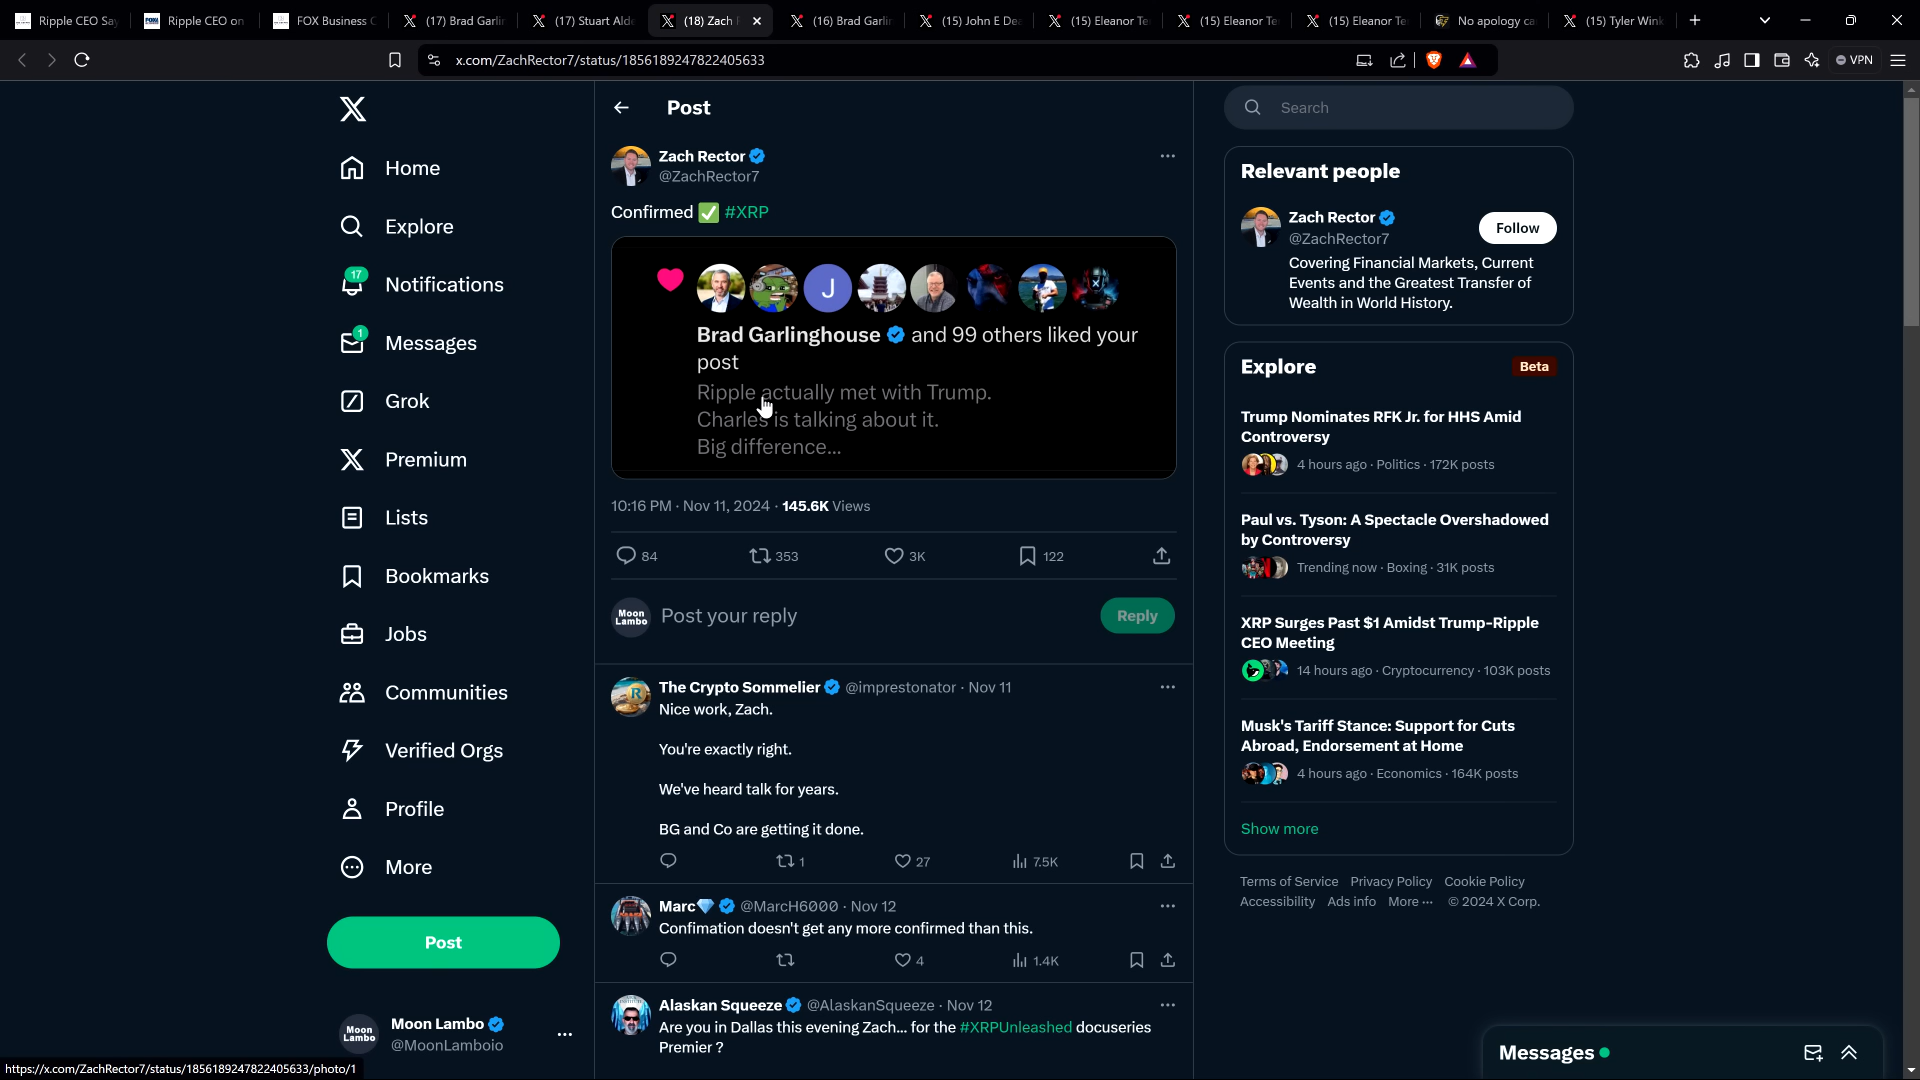 Ripple CEO Sa
Ripple CEO on
FOX Business C
(17) Brad Garlin
(17) Stuart Alde
(18) Zach
(16) Brad Garlin
(15) John E De
(15) Eleanor Te
(15) Eleanor Te
(15) Eleanor Te
No apology ca
(15) Tyler Wink
x.com/ZachRector7/status/1856189247822405633
VPN
Home
Explore
17
Notifications
1
Messages
Grok
Premium
Lists
Bookmarks
Jobs
Communities
Verified Orgs
Profile
More
Post
Moon Lambo
Moon Lambo
@MoonLamboio
https://x.com/ZachRector7/status/1856189247822405633/photo/1
Post
Zach Rector
@ZachRector7
Confirmed ✅ #XRP
J
Brad Garlinghouse and 99 others liked your
post
Ripple actually met with Trump.
Charles is talking about it.
Big difference...
10:16 PM · Nov 11, 2024 · 145.6K Views
84 353 3K 122
Moon Lambo
Post your reply
Reply
The Crypto Sommelier @imprestonator · Nov 11
Nice work, Zach.
You're exactly right.
We've heard talk for years.
BG and Co are getting it done.
1 27 7.5K
Marc💎 @MarcH6000 · Nov 12
Confimation doesn't get any more confirmed than this.
4 1.4K
Alaskan Squeeze @AlaskanSqueeze · Nov 12
Are you in Dallas this evening Zach... for the #XRPUnleashed docuseries
Premier ?
Search
Relevant people
Zach Rector
@ZachRector7
Follow
Covering Financial Markets, Current
Events and the Greatest Transfer of
Wealth in World History.
Explore
Beta
Trump Nominates RFK Jr. for HHS Amid
Controversy
4 hours ago · Politics · 172K posts
Paul vs. Tyson: A Spectacle Overshadowed
by Controversy
Trending now · Boxing · 31K posts
XRP Surges Past $1 Amidst Trump-Ripple
CEO Meeting
14 hours ago · Cryptocurrency · 103K posts
Musk's Tariff Stance: Support for Cuts
Abroad, Endorsement at Home
4 hours ago · Economics · 164K posts
Show more
Terms of Service Privacy Policy Cookie Policy
Accessibility Ads info More ··· © 2024 X Corp.
Messages